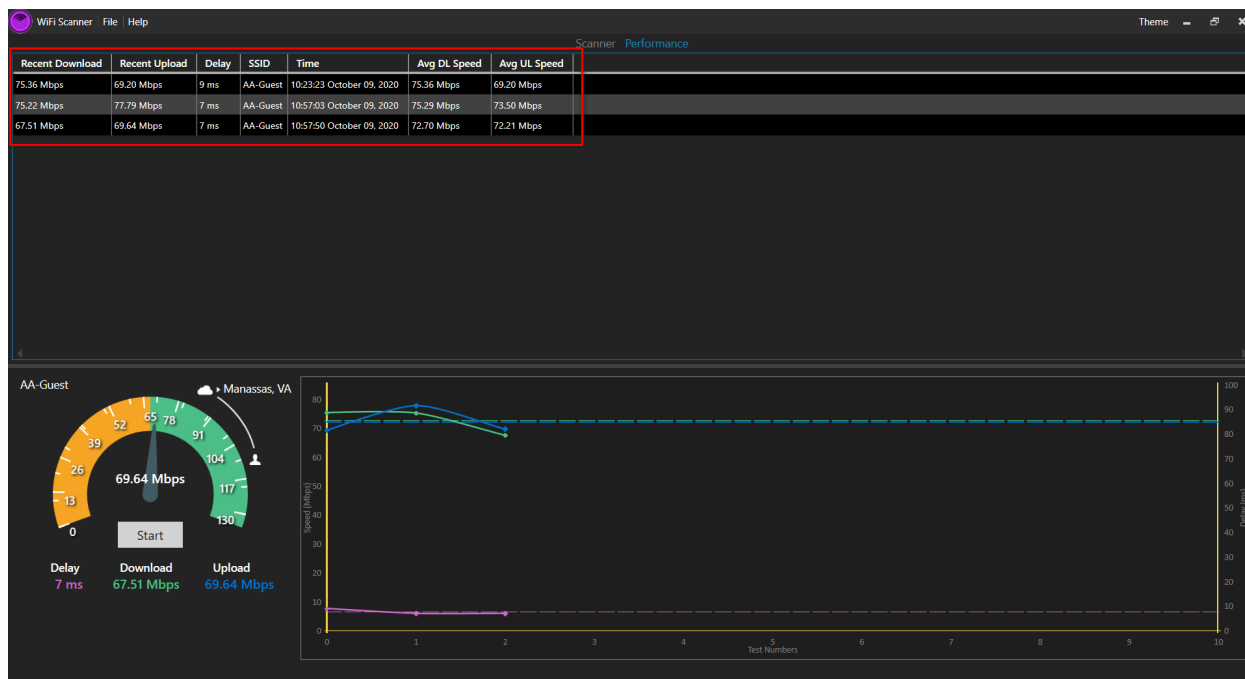 WiFi Scanner File Help Theme
Scanner Performance
Recent Download Recent Upload Delay SSID Time Avg DL Speed Avg UL Speed
75.36 Mbps 69.20 Mbps 9 ms AA-Guest 10:23:23 October 09, 2020 75.36 Mbps 69.20 Mbps
75.22 Mbps 77.79 Mbps 7 ms AA-Guest 10:57:03 October 09, 2020 75.29 Mbps 73.50 Mbps
67.51 Mbps 69.64 Mbps 7 ms AA-Guest 10:57:50 October 09, 2020 72.70 Mbps 72.21 Mbps
AA-Guest
Manassas, VA
0
13
26
39
52
65
78
91
104
117
130
69.64 Mbps
Start
Delay Download Upload
7 ms 67.51 Mbps 69.64 Mbps
80
70
60
50
40
30
20
10
0
Speed (Mbps)
100
90
80
70
60
50
40
30
20
10
0
Delay (ms)
0 1 2 3 4 5 6 7 8 9 10
Test Numbers